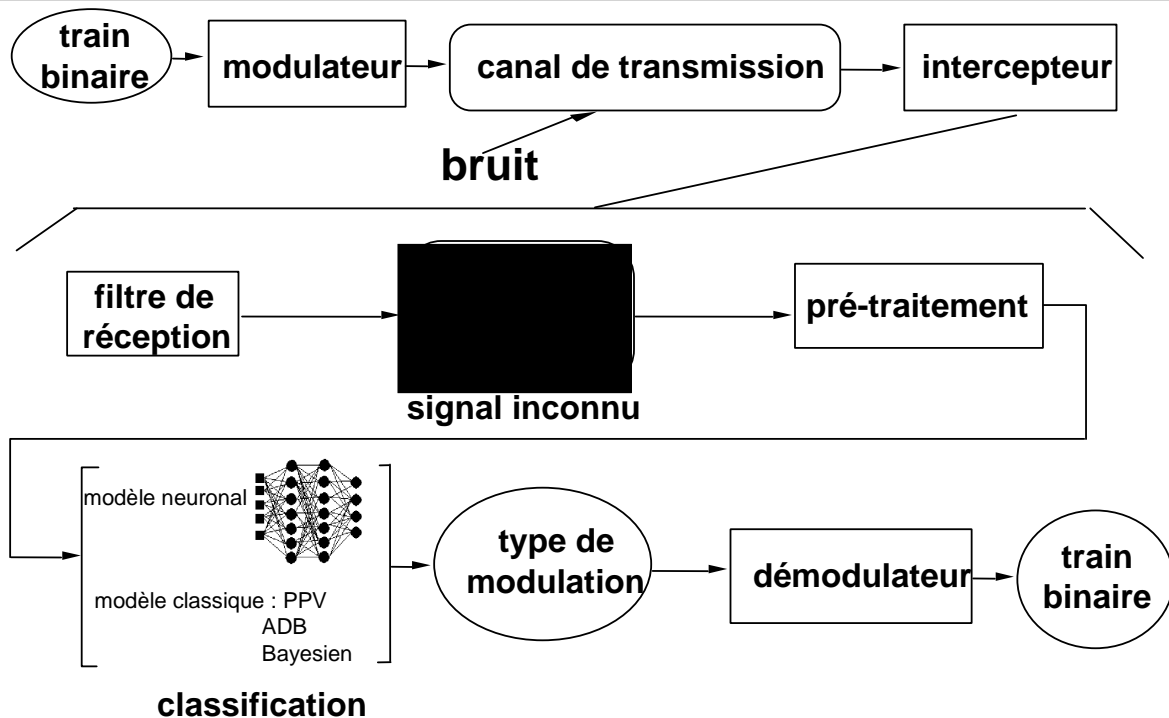 train
binaire
modulateur
canal de transmission
intercepteur
bruit
filtre de
réception
pré-traitement
signal inconnu
modèle neuronal
modèle classique : PPV
ADB
Bayesien
classification
type de
modulation
démodulateur
train
binaire